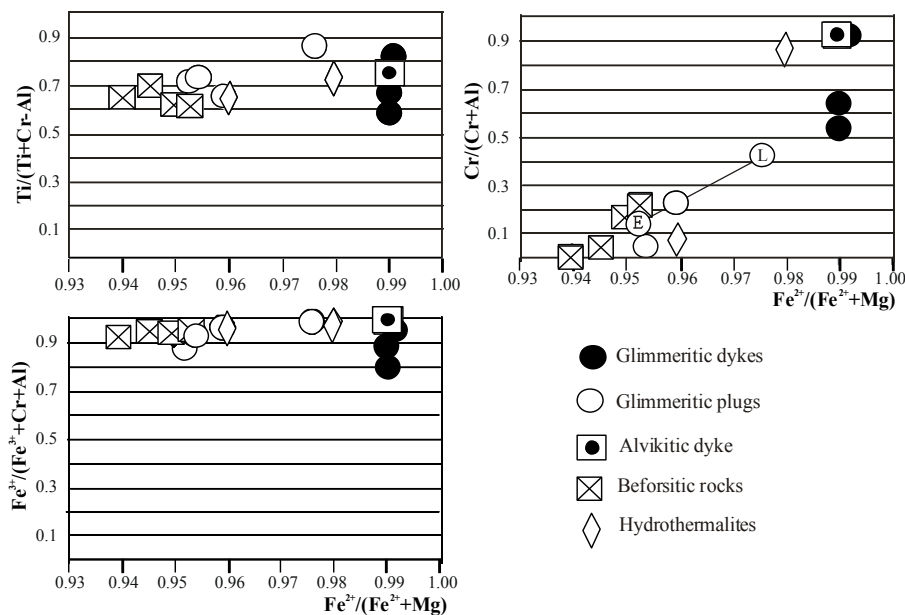 0.9
0.7
0.5
0.3
0.1
Ti/(Ti+Cr-Al)
0.93 0.94 0.95 0.96 0.97 0.98 0.99 1.00
0.9
0.7
0.5
0.3
0.1
Cr/(Cr+Al)
L
E
0.93 0.94 0.95 0.96 0.97 0.98 0.99 1.00
Fe²⁺/(Fe²⁺+Mg)
0.9
0.7
0.5
0.3
0.1
Fe³⁺/(Fe³⁺+Cr+Al)
0.93 0.94 0.95 0.96 0.97 0.98 0.99 1.00
Fe²⁺/(Fe²⁺+Mg)
Glimmeritic dykes
Glimmeritic plugs
Alvikitic dyke
Beforsitic rocks
Hydrothermalites